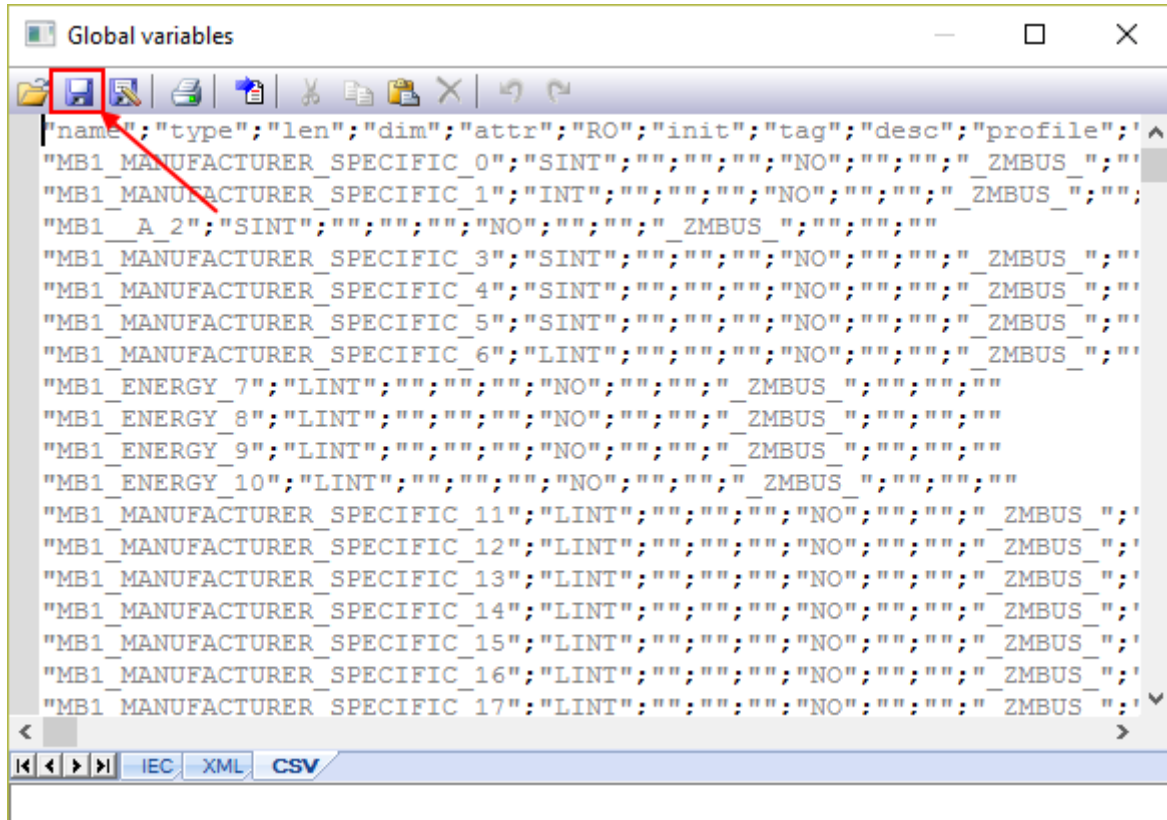 Global variables
"name";"type";"len";"dim";"attr";"RO";"init";"tag";"desc";"profile";"
"MB1_MANUFACTURER_SPECIFIC_0";"SINT";"";"";"";"NO";"";"";"_ZMBUS_";""
"MB1_MANUFACTURER_SPECIFIC_1";"INT";"";"";"";"NO";"";"";"_ZMBUS_";"";
"MB1__A_2";"SINT";"";"";"";"NO";"";"";"_ZMBUS_";"";"";""
"MB1_MANUFACTURER_SPECIFIC_3";"SINT";"";"";"";"NO";"";"";"_ZMBUS_";""
"MB1_MANUFACTURER_SPECIFIC_4";"SINT";"";"";"";"NO";"";"";"_ZMBUS_";""
"MB1_MANUFACTURER_SPECIFIC_5";"SINT";"";"";"";"NO";"";"";"_ZMBUS_";""
"MB1_MANUFACTURER_SPECIFIC_6";"LINT";"";"";"";"NO";"";"";"_ZMBUS_";""
"MB1_ENERGY_7";"LINT";"";"";"";"NO";"";"";"_ZMBUS_";"";"";""
"MB1_ENERGY_8";"LINT";"";"";"";"NO";"";"";"_ZMBUS_";"";"";""
"MB1_ENERGY_9";"LINT";"";"";"";"NO";"";"";"_ZMBUS_";"";"";""
"MB1_ENERGY_10";"LINT";"";"";"";"NO";"";"";"_ZMBUS_";"";"";""
"MB1_MANUFACTURER_SPECIFIC_11";"LINT";"";"";"";"NO";"";"";"_ZMBUS_";"
"MB1_MANUFACTURER_SPECIFIC_12";"LINT";"";"";"";"NO";"";"";"_ZMBUS_";"
"MB1_MANUFACTURER_SPECIFIC_13";"LINT";"";"";"";"NO";"";"";"_ZMBUS_";"
"MB1_MANUFACTURER_SPECIFIC_14";"LINT";"";"";"";"NO";"";"";"_ZMBUS_";"
"MB1_MANUFACTURER_SPECIFIC_15";"LINT";"";"";"";"NO";"";"";"_ZMBUS_";"
"MB1_MANUFACTURER_SPECIFIC_16";"LINT";"";"";"";"NO";"";"";"_ZMBUS_";"
"MB1_MANUFACTURER_SPECIFIC_17";"LINT";"";"";"";"NO";"";"";"_ZMBUS_";"
IEC XML CSV